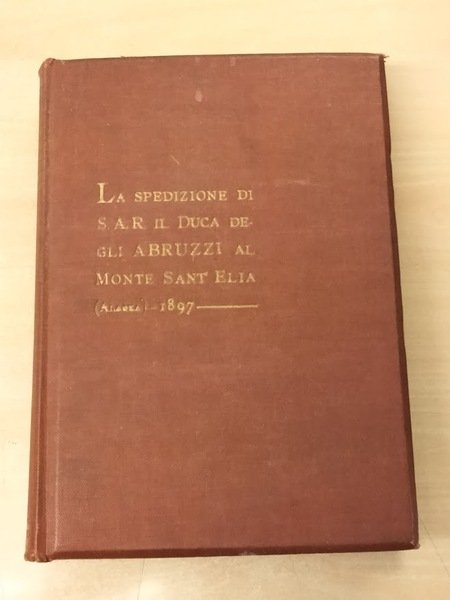 LA SPEDIZIONE DI
S. A. R. IL DUCA DE-
GLI ABRUZZI AL
MONTE SANT' ELIA
(ALASKA) - 1897